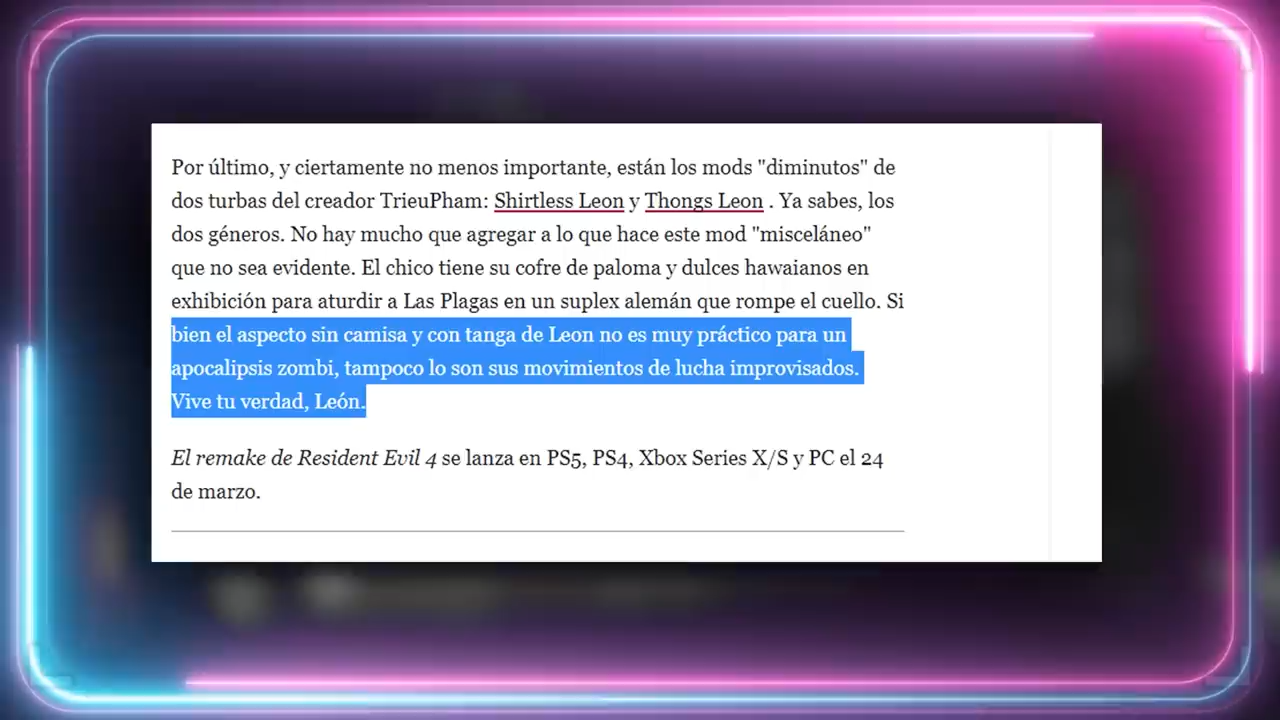 Por último, y ciertamente no menos importante, están los mods "diminutos" de
dos turbas del creador TrieuPham: Shirtless Leon y Thongs Leon . Ya sabes, los
dos géneros. No hay mucho que agregar a lo que hace este mod "misceláneo"
que no sea evidente. El chico tiene su cofre de paloma y dulces hawaianos en
exhibición para aturdir a Las Plagas en un suplex alemán que rompe el cuello. Si
bien el aspecto sin camisa y con tanga de Leon no es muy práctico para un
apocalipsis zombi, tampoco lo son sus movimientos de lucha improvisados.
Vive tu verdad, León.
El remake de Resident Evil 4 se lanza en PS5, PS4, Xbox Series X/S y PC el 24
de marzo.